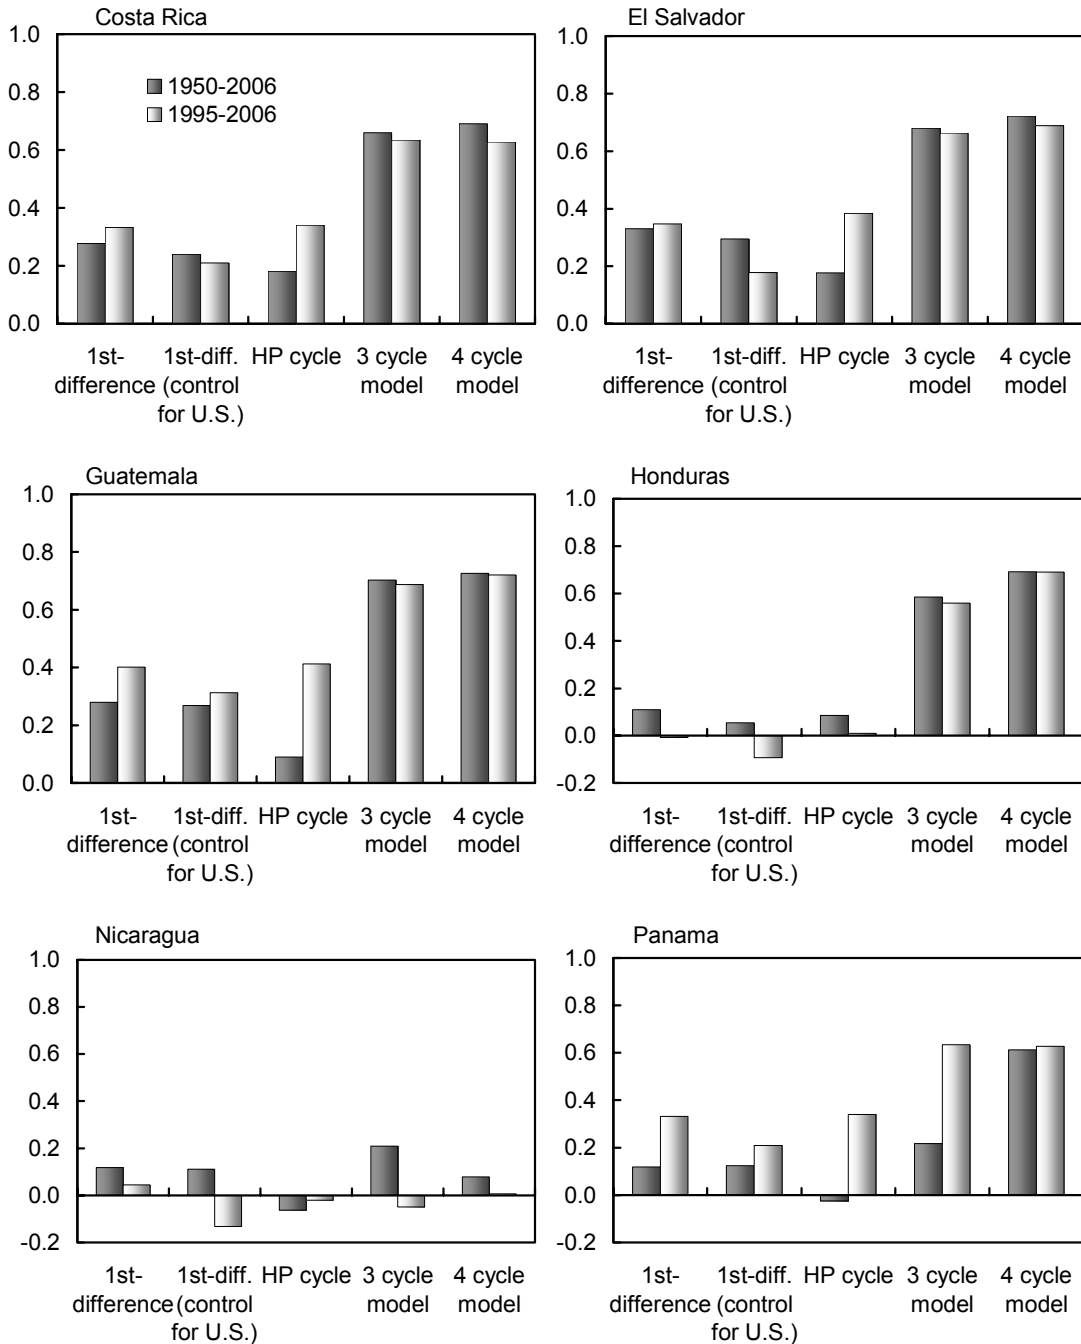 Costa Rica
1.0
0.8
0.6
0.4
0.2
0.0
1950-2006
1995-2006
1st-
difference
1st-diff.
(control
for U.S.)
HP cycle
3 cycle
model
4 cycle
model
El Salvador
1.0
0.8
0.6
0.4
0.2
0.0
1st-
difference
1st-diff.
(control
for U.S.)
HP cycle
3 cycle
model
4 cycle
model
Guatemala
1.0
0.8
0.6
0.4
0.2
0.0
1st-
difference
1st-diff.
(control
for U.S.)
HP cycle
3 cycle
model
4 cycle
model
Honduras
1.0
0.8
0.6
0.4
0.2
0.0
-0.2
1st-
difference
1st-diff.
(control
for U.S.)
HP cycle
3 cycle
model
4 cycle
model
Nicaragua
1.0
0.8
0.6
0.4
0.2
0.0
-0.2
1st-
difference
1st-diff.
(control
for U.S.)
HP cycle
3 cycle
model
4 cycle
model
Panama
1.0
0.8
0.6
0.4
0.2
0.0
-0.2
1st-
difference
1st-diff.
(control
for U.S.)
HP cycle
3 cycle
model
4 cycle
model